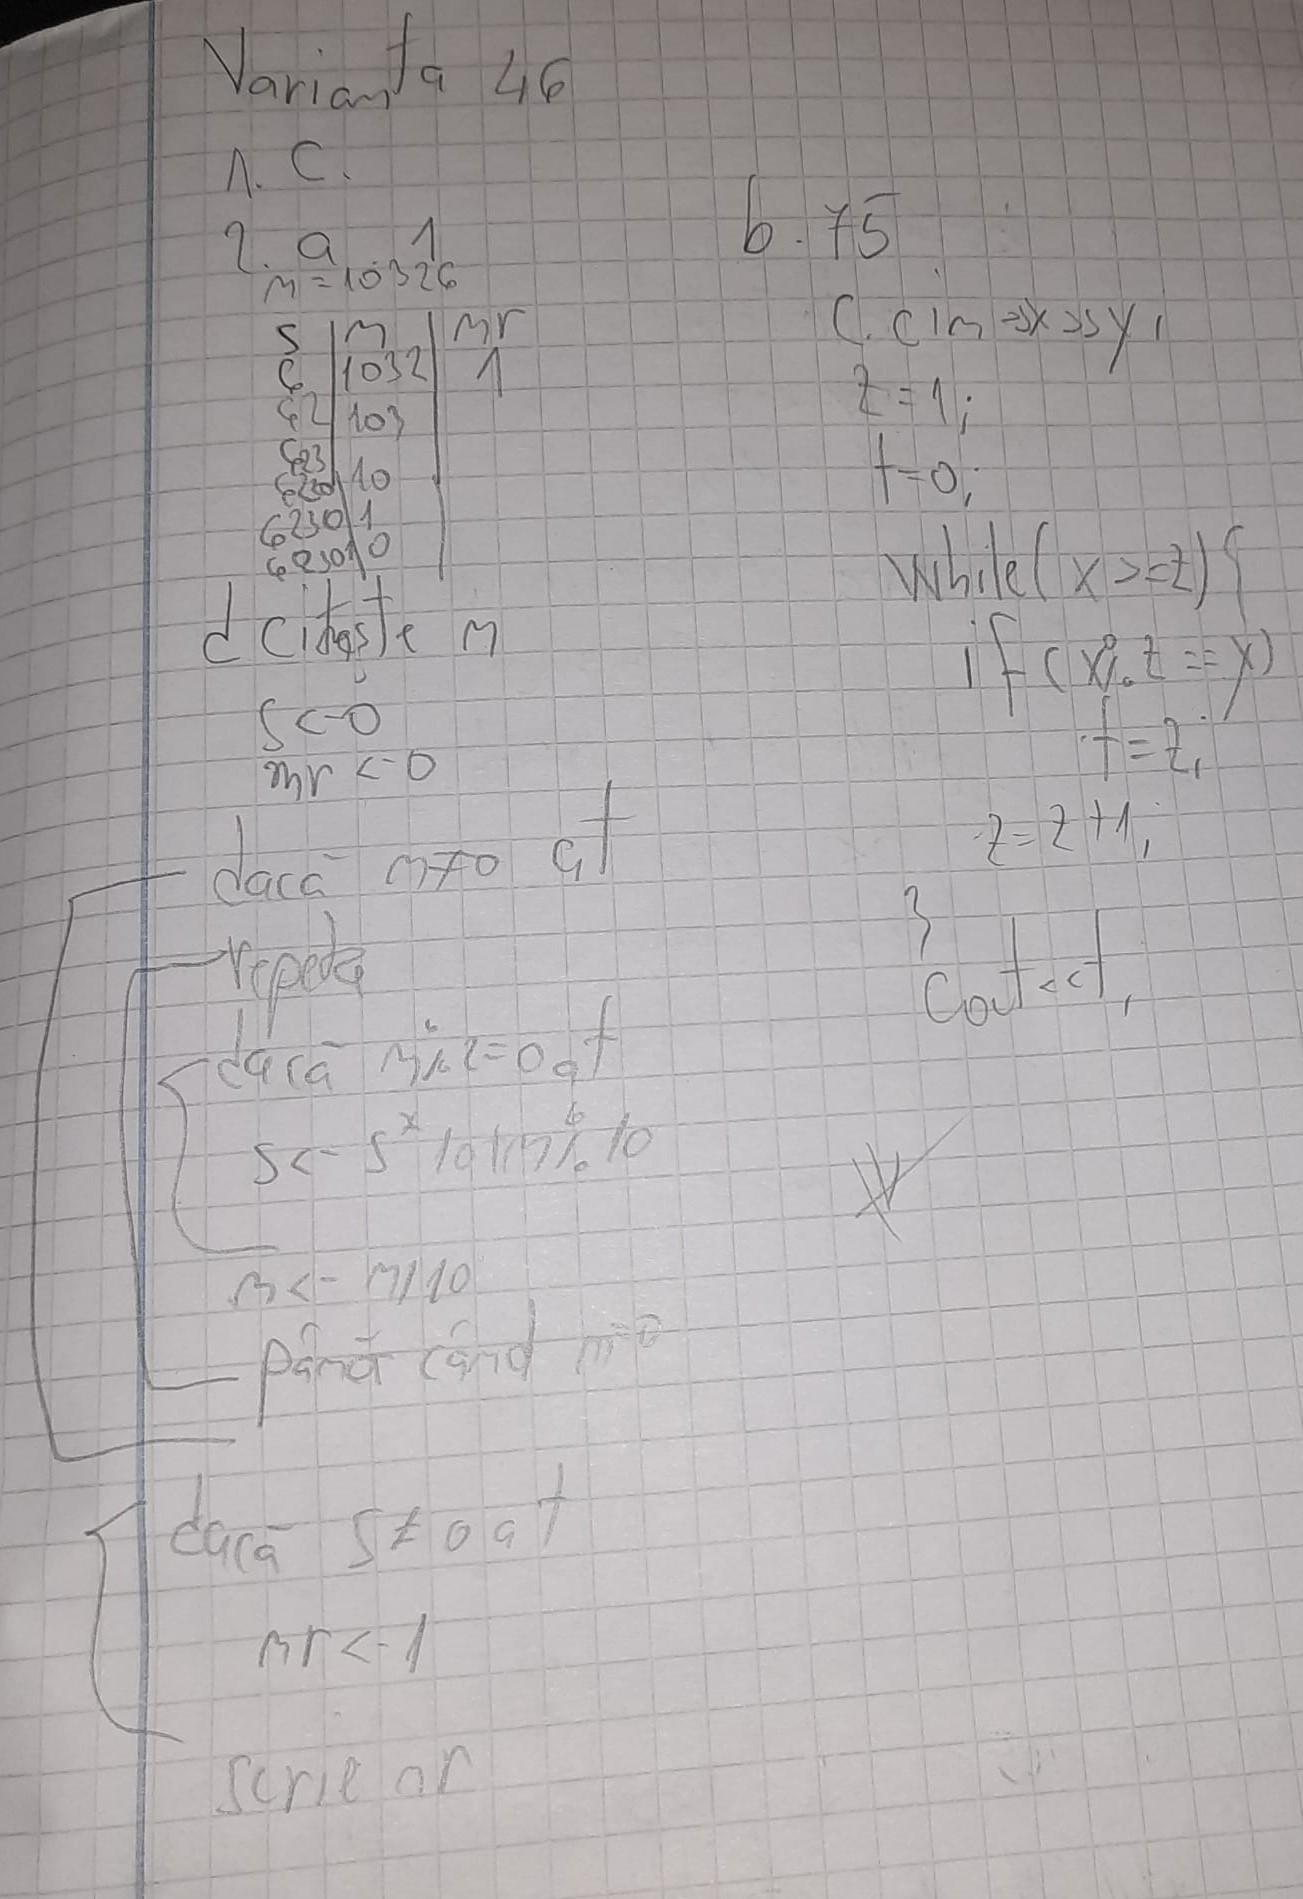 Varianta 46
1. C.
2. a 1
n=10326
s | n | nr
6 | 1032 | 1
62 | 103
623
6230 | 10
6230 | 1
62301 | 0
d citește n
s<-0
nr<-0
dacă n≠0 at
repetă
dacă n%2=0 at
s<-s*10+n%10
n<-n/10
până când n=0
dacă s≠0 at
nr<-1
scrie nr
b. 75
C. cin>>x>>y;
z=1;
t=0;
while(x>=z){
if(x%z==y)
t=z;
z=z+1;
}
cout<<t;